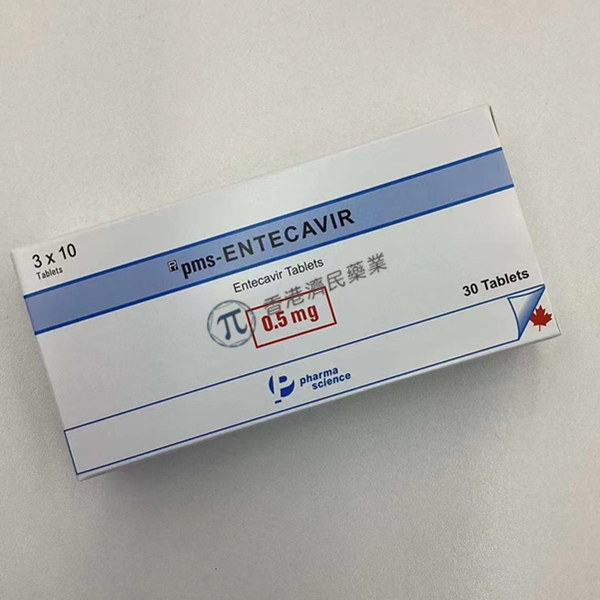 3 x 10
Tablets
pms-ENTECAVIR
Entecavir Tablets
香港濟民藥業
0.5 mg
30 Tablets
pharma
science